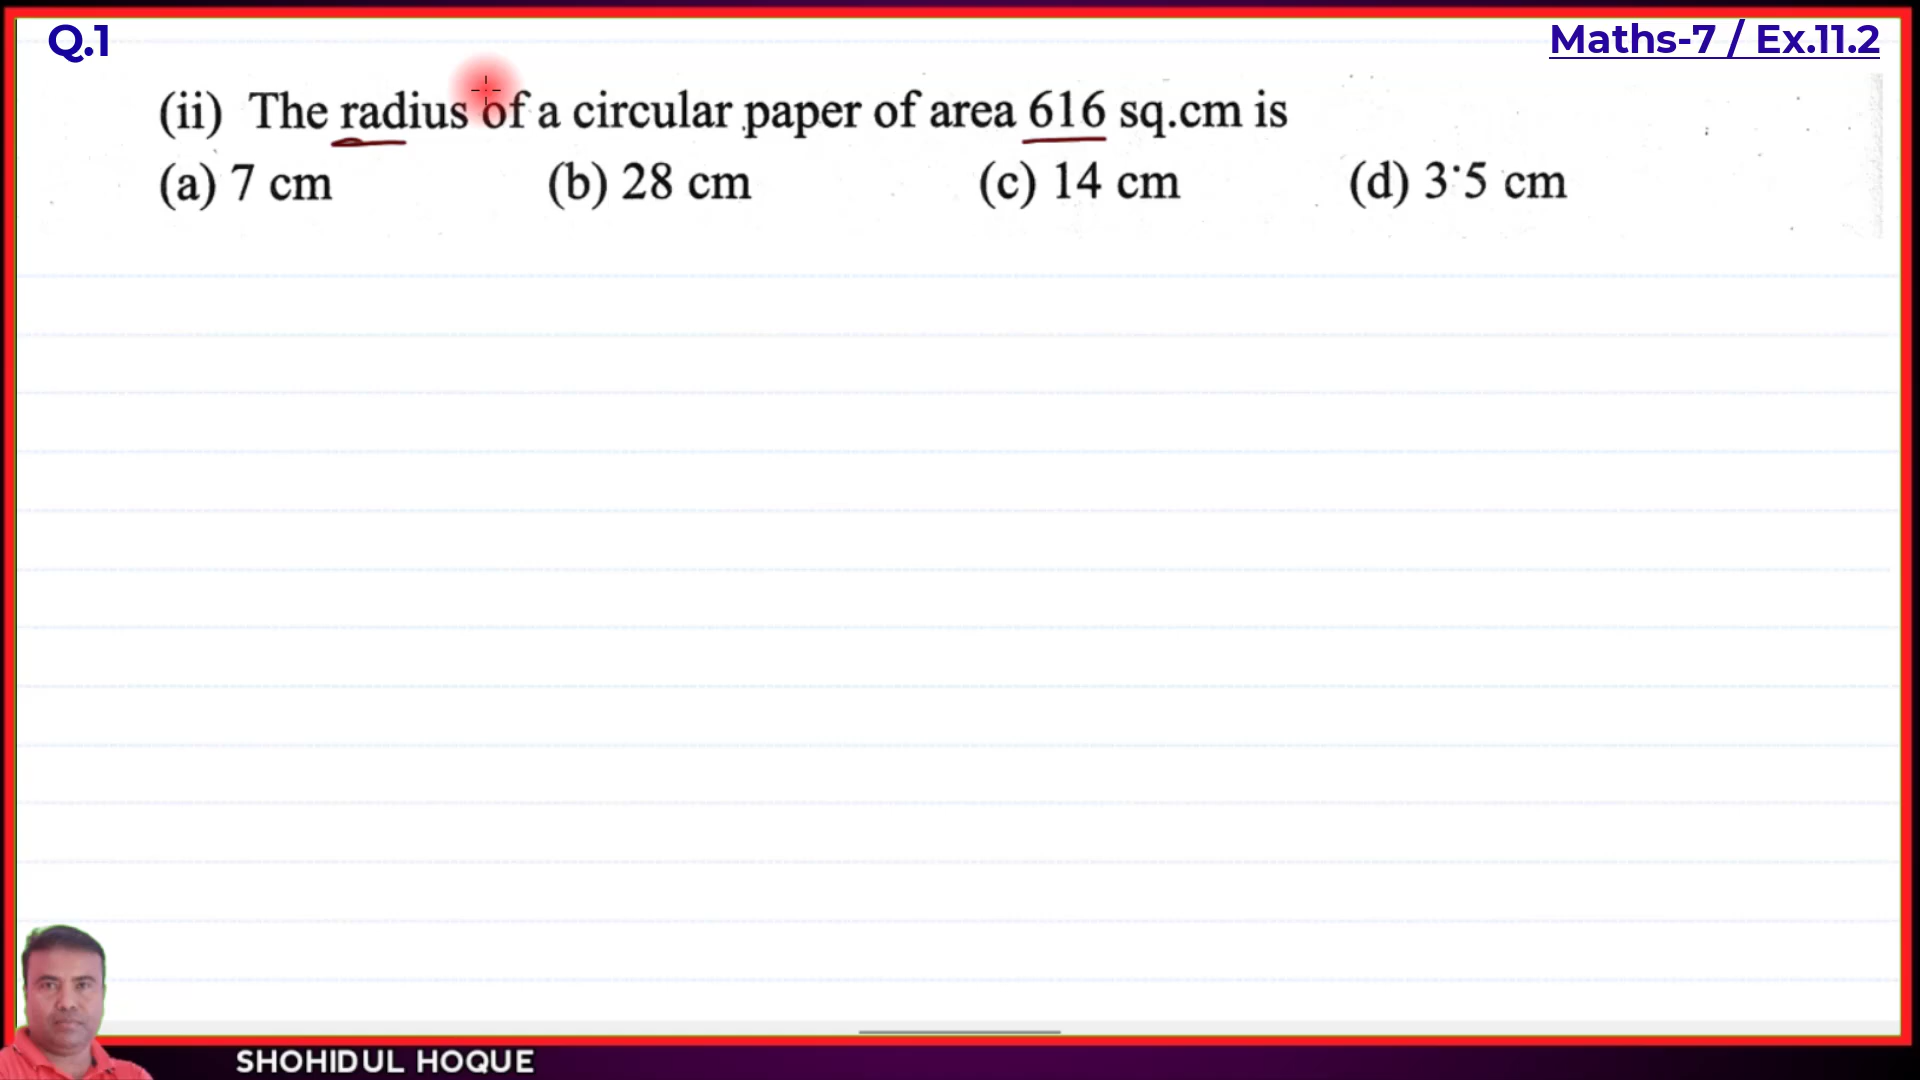 Q.1
Maths-7 / Ex.11.2
(ii) The radius of a circular paper of area 616 sq.cm is
(a) 7 cm (b) 28 cm (c) 14 cm (d) 3·5 cm
SHOHIDUL HOQUE